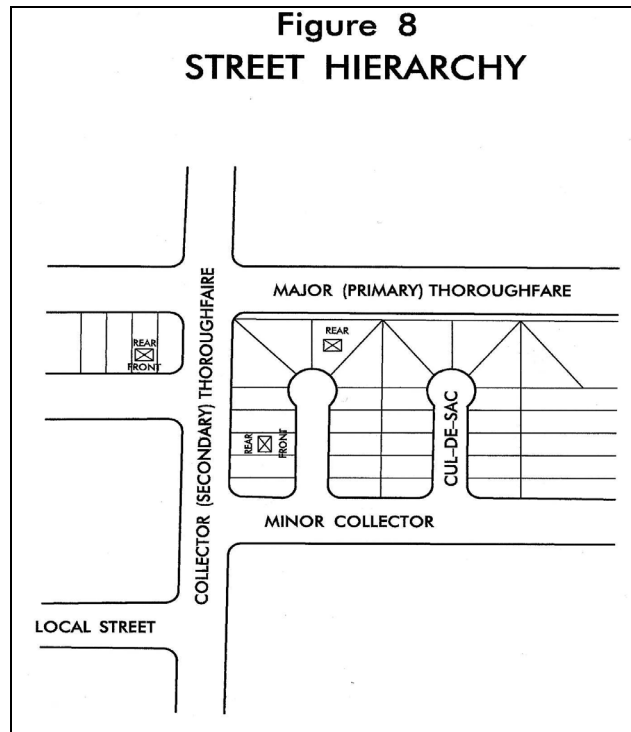 Figure 8
STREET HIERARCHY
COLLECTOR (SECONDARY) THOROUGHFAIRE
MAJOR (PRIMARY) THOROUGHFARE
REAR
FRONT
REAR
REAR
FRONT
CUL-DE-SAC
MINOR COLLECTOR
LOCAL STREET